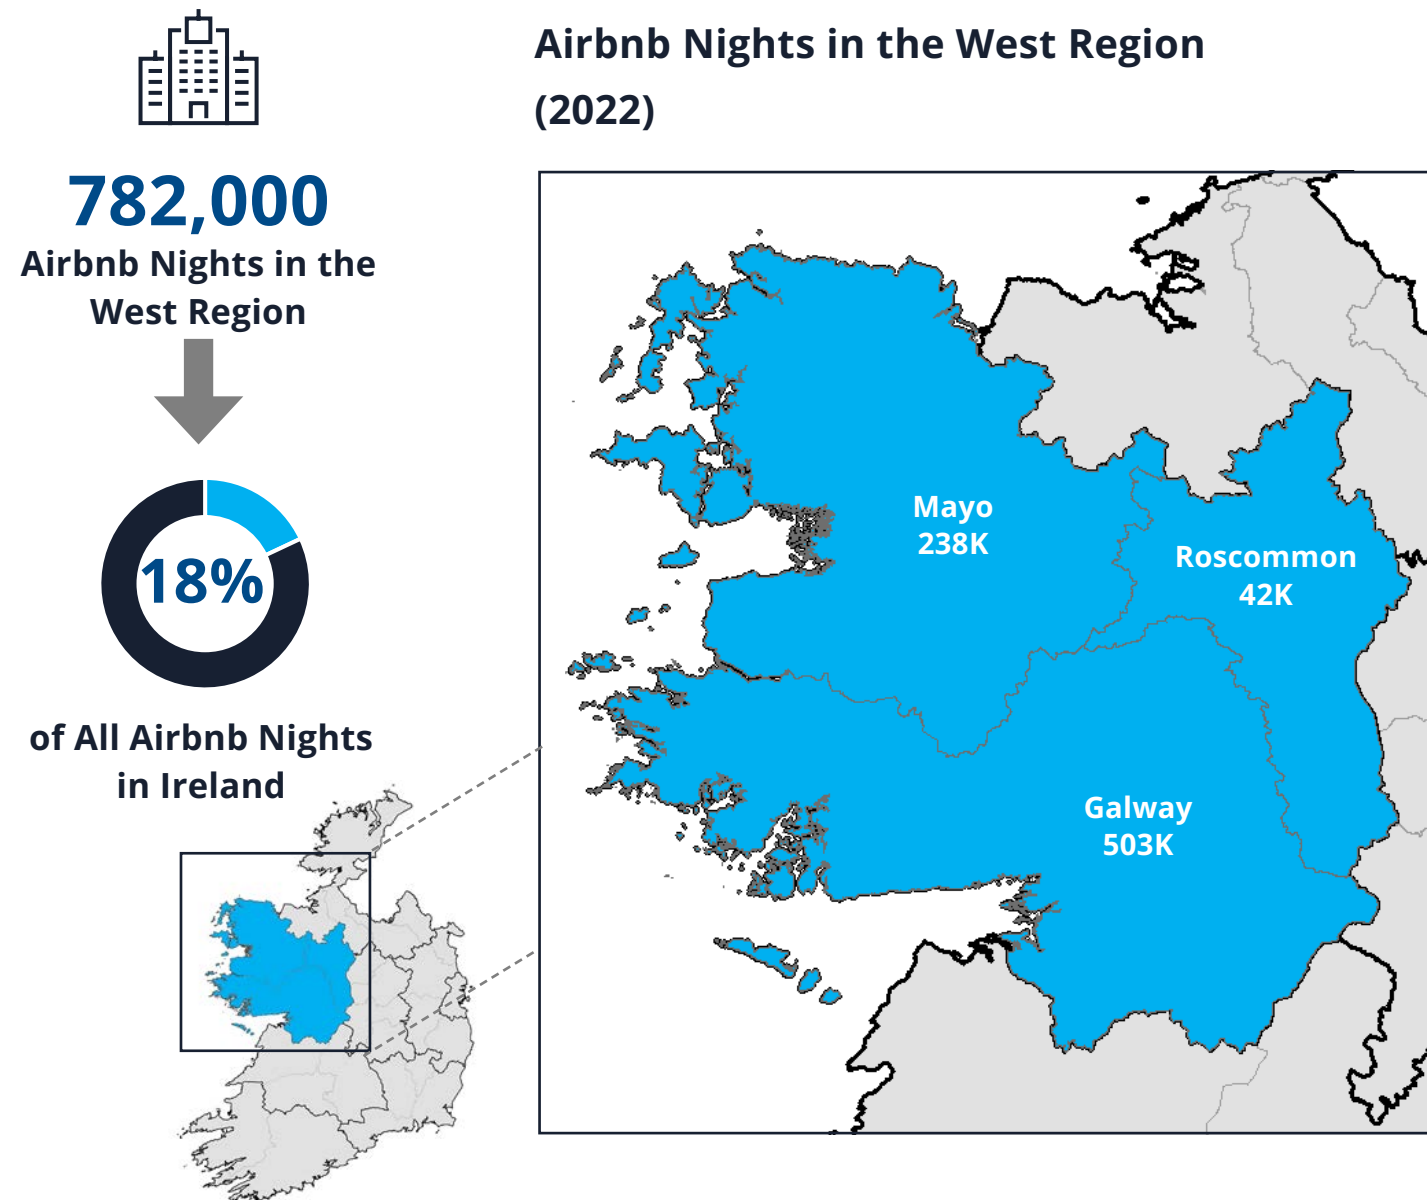 782,000
Airbnb Nights in the
West Region
18%
of All Airbnb Nights
in Ireland
Airbnb Nights in the West Region
(2022)
Mayo
238K
Roscommon
42K
Galway
503K